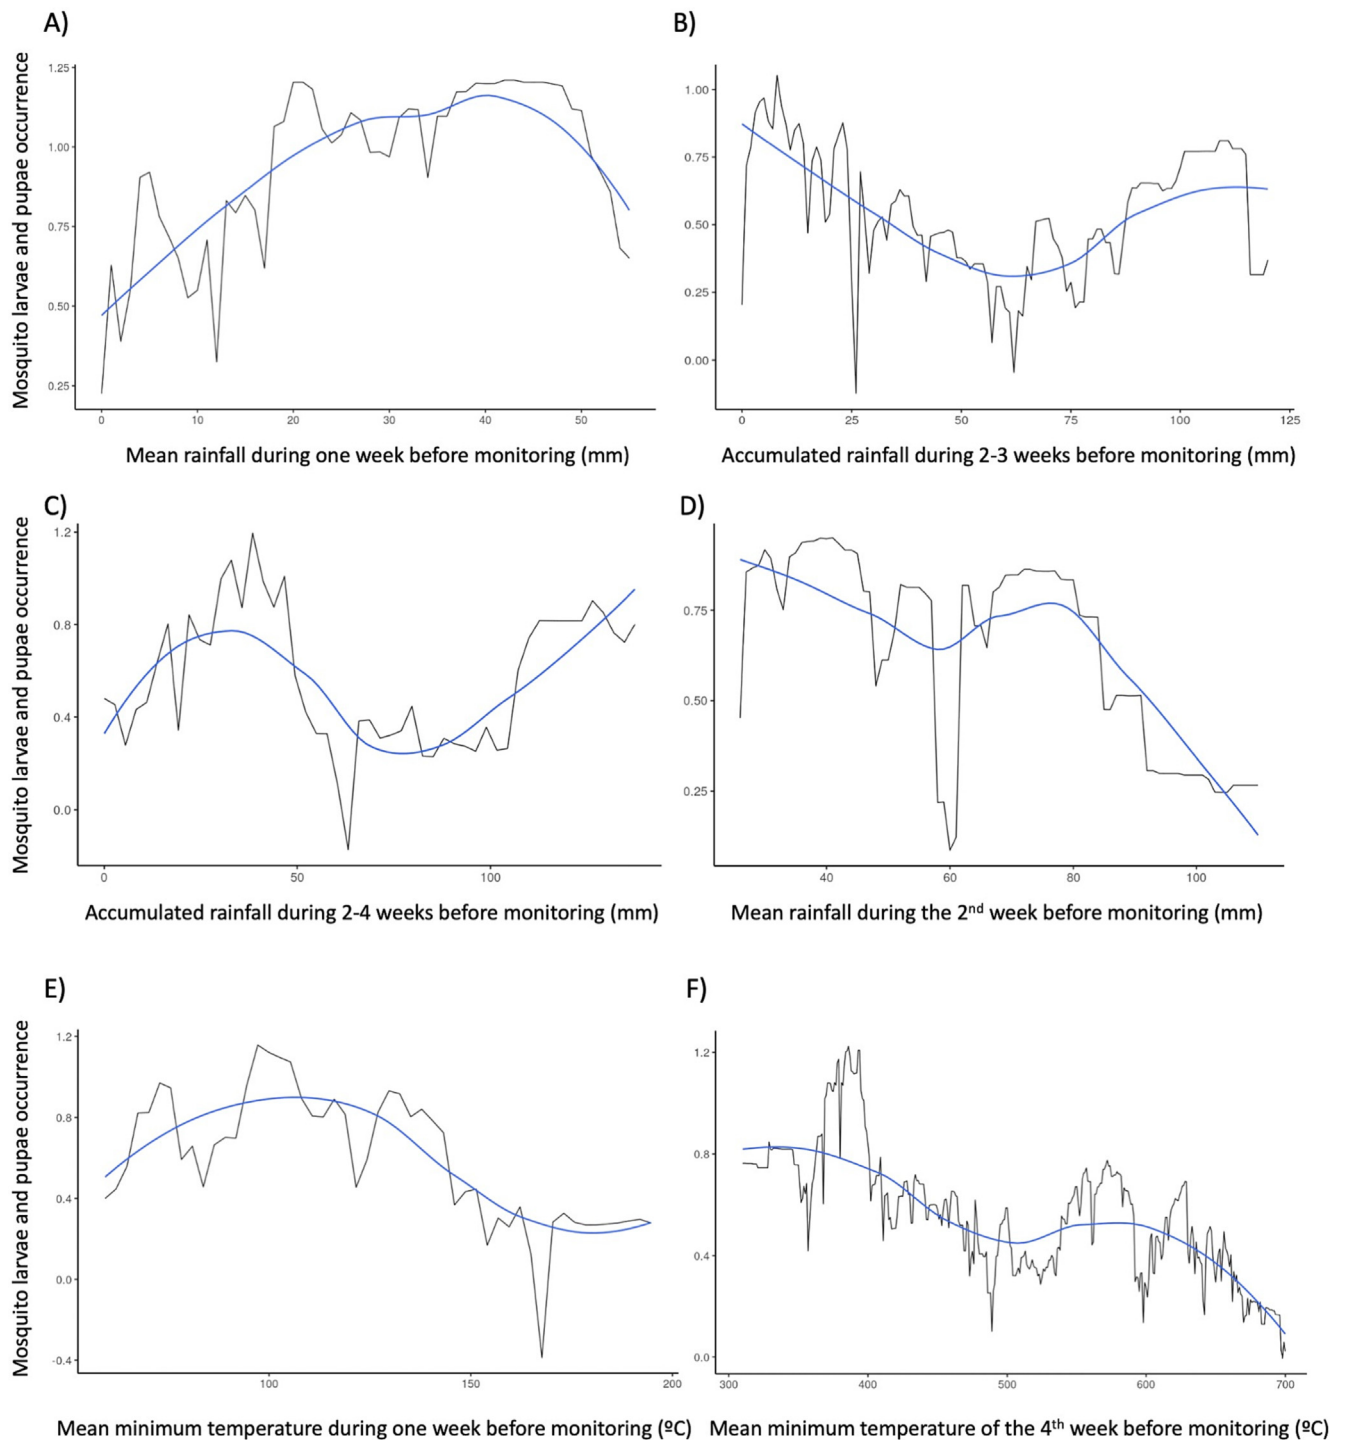 A)
B)
Mosquito larvae and pupae occurrence
1.25
1.00
0.75
0.50
0.25
0 10 20 30 40 50
Mean rainfall during one week before monitoring (mm)
1.00
0.75
0.50
0.25
0.00
0 25 50 75 100 125
Accumulated rainfall during 2-3 weeks before monitoring (mm)
C)
D)
Mosquito larvae and pupae occurrence
1.2
0.8
0.4
0.0
0 50 100
Accumulated rainfall during 2-4 weeks before monitoring (mm)
0.75
0.50
0.25
40 60 80 100
Mean rainfall during the 2nd week before monitoring (mm)
E)
F)
Mosquito larvae and pupae occurrence
1.2
0.8
0.4
0.0
-0.4
100 150 200
Mean minimum temperature during one week before monitoring (ºC)
1.2
0.8
0.4
0.0
300 400 500 600 700
Mean minimum temperature of the 4th week before monitoring (ºC)